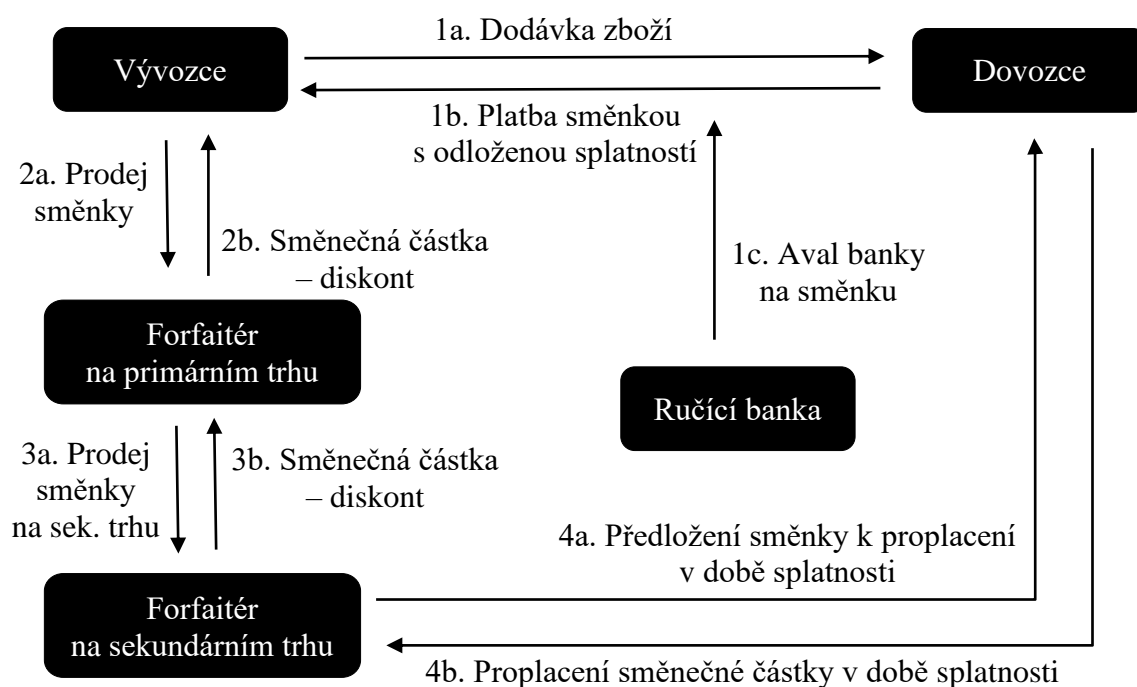 1a. Dodávka zboží
Vývozce
Dovozce
1b. Platba směnkou
s odloženou splatností
2a. Prodej
směnky
2b. Směnečná částka
– diskont
1c. Aval banky
na směnku
Forfaitér
na primárním trhu
Ručící banka
3a. Prodej
směnky
na sek. trhu
3b. Směnečná částka
– diskont
4a. Předložení směnky k proplacení
v době splatnosti
Forfaitér
na sekundárním trhu
4b. Proplacení směnečné částky v době splatnosti